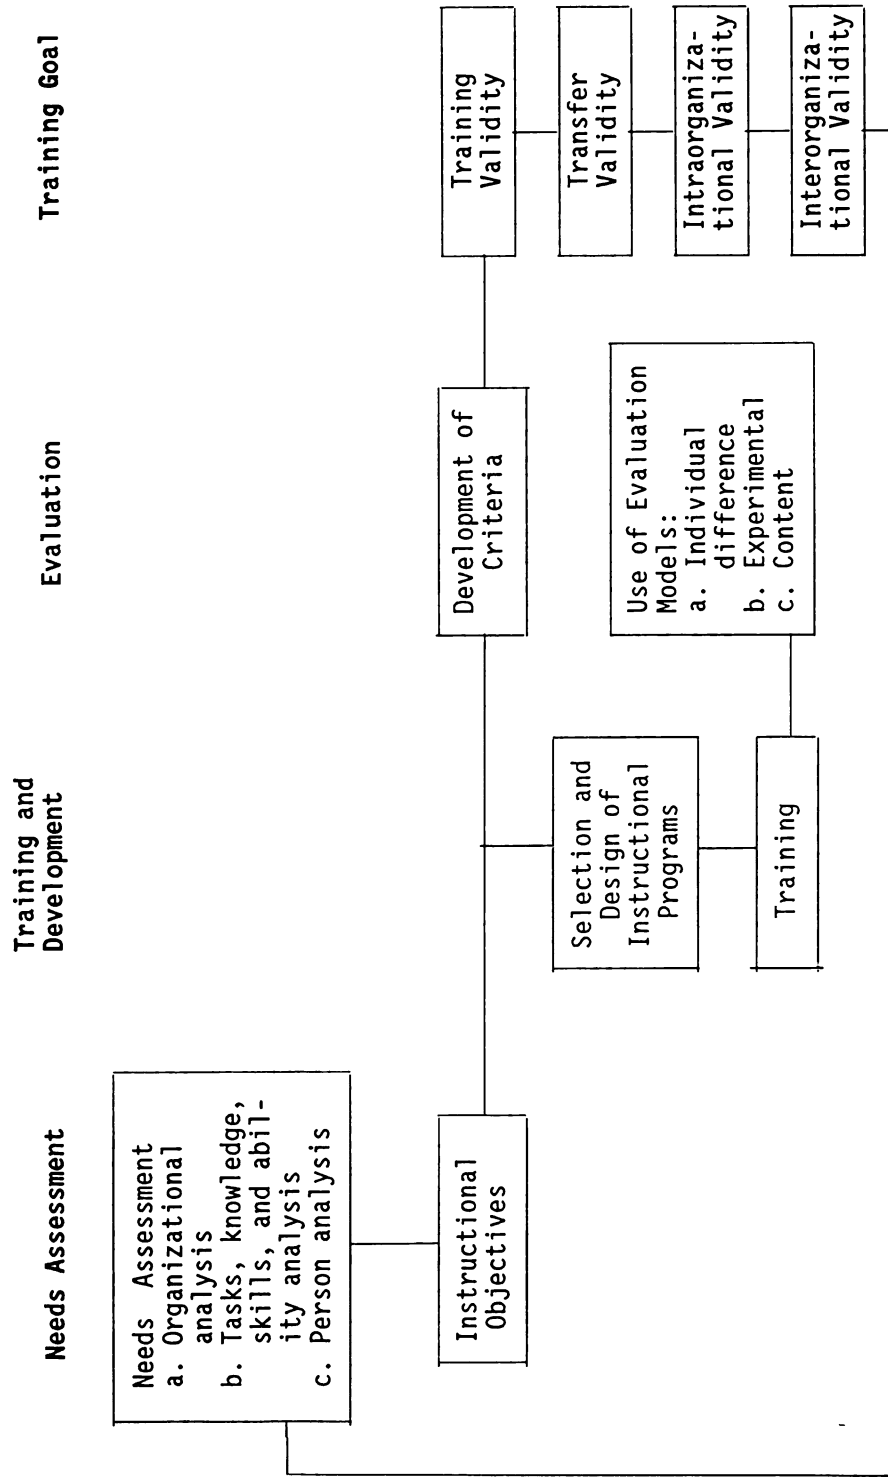 Needs Assessment
Training and
Development
Evaluation
Training Goal
Needs Assessment
a. Organizational
analysis
b. Tasks, knowledge,
skills, and abil-
ity analysis
c. Person analysis
Instructional
Objectives
Selection and
Design of
Instructional
Programs
Training
Development of
Criteria
Use of Evaluation
Models:
a. Individual
difference
b. Experimental
c. Content
Training
Validity
Transfer
Validity
Intraorganiza-
tional Validity
Interorganiza-
tional Validity